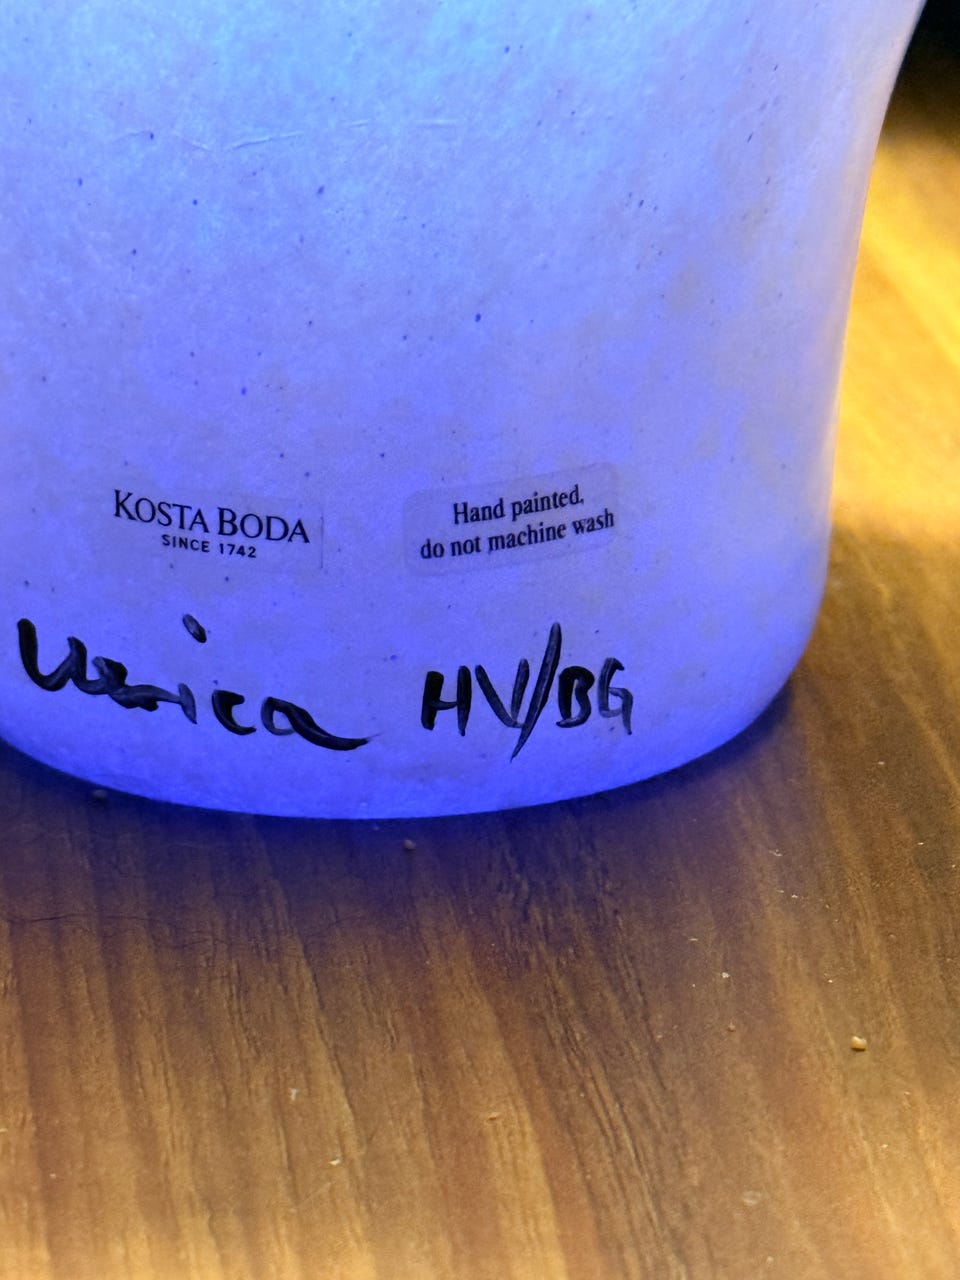 KOSTA BODA
SINCE 1742
Hand painted,
do not machine wash
Unica HV/BG